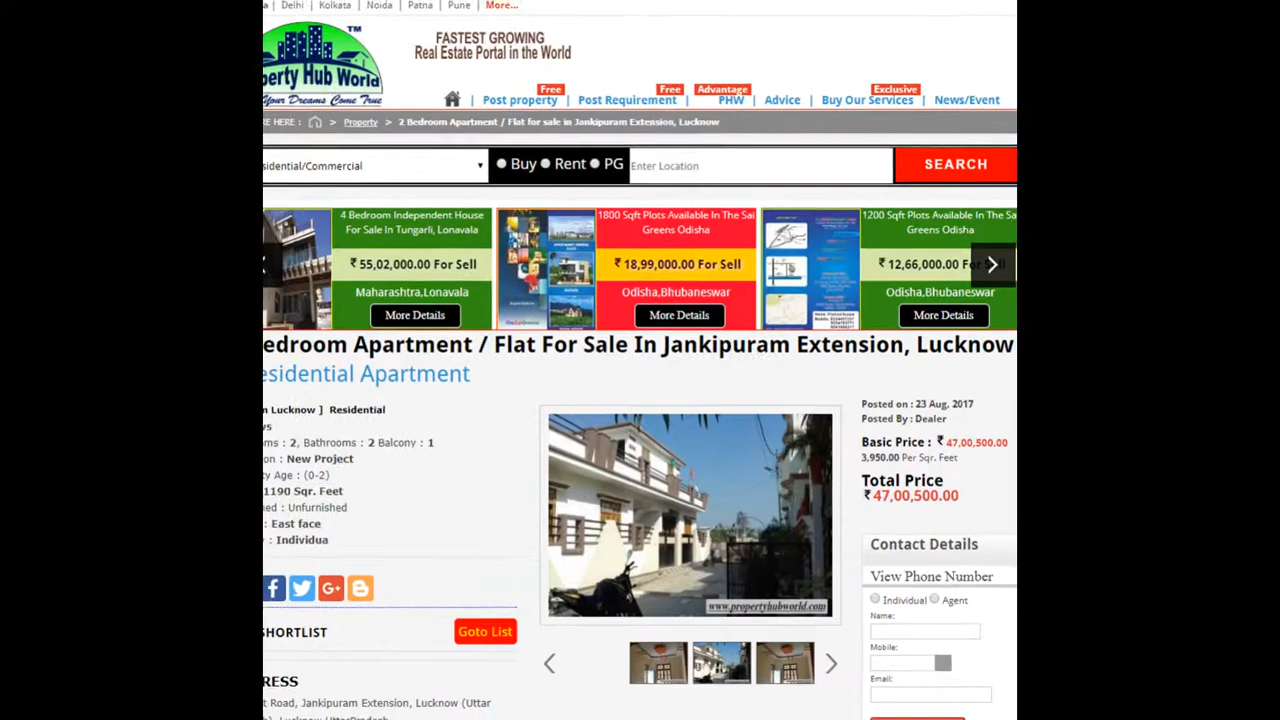 Delhi | Kolkata | Noida | Patna | Pune | More...
TM
perty Hub World
Your Dreams Come True
FASTEST GROWING
Real Estate Portal in the World
Free Free Advantage Exclusive
| Post property | Post Requirement | PHW | Advice | Buy Our Services | News/Event
RE HERE : > Property > 2 Bedroom Apartment / Flat for sale in Jankipuram Extension, Lucknow
sidential/Commercial Buy Rent PG Enter Location SEARCH
4 Bedroom Independent House
For Sale In Tungarli, Lonavala
₹ 55,02,000.00 For Sell
Maharashtra,Lonavala
More Details
1800 Sqft Plots Available In The Sai
Greens Odisha
₹ 18,99,000.00 For Sell
Odisha,Bhubaneswar
More Details
1200 Sqft Plots Available In The Sa
Greens Odisha
₹ 12,66,000.00 For Sell
Odisha,Bhubaneswar
More Details
edroom Apartment / Flat For Sale In Jankipuram Extension, Lucknow
esidential Apartment
n Lucknow ] Residential
ws
ms : 2, Bathrooms : 2 Balcony : 1
on : New Project
ty Age : (0-2)
1190 Sqr. Feet
ed : Unfurnished
: East face
: Individua
SHORTLIST
Goto List
RESS
t Road, Jankipuram Extension, Lucknow (Uttar
www.propertyhubworld.com
Posted on : 23 Aug, 2017
Posted By : Dealer
Basic Price : ₹ 47,00,500.00
3,950.00 Per Sqr. Feet
Total Price
₹ 47,00,500.00
Contact Details
View Phone Number
Individual Agent
Name:
Mobile:
Email: